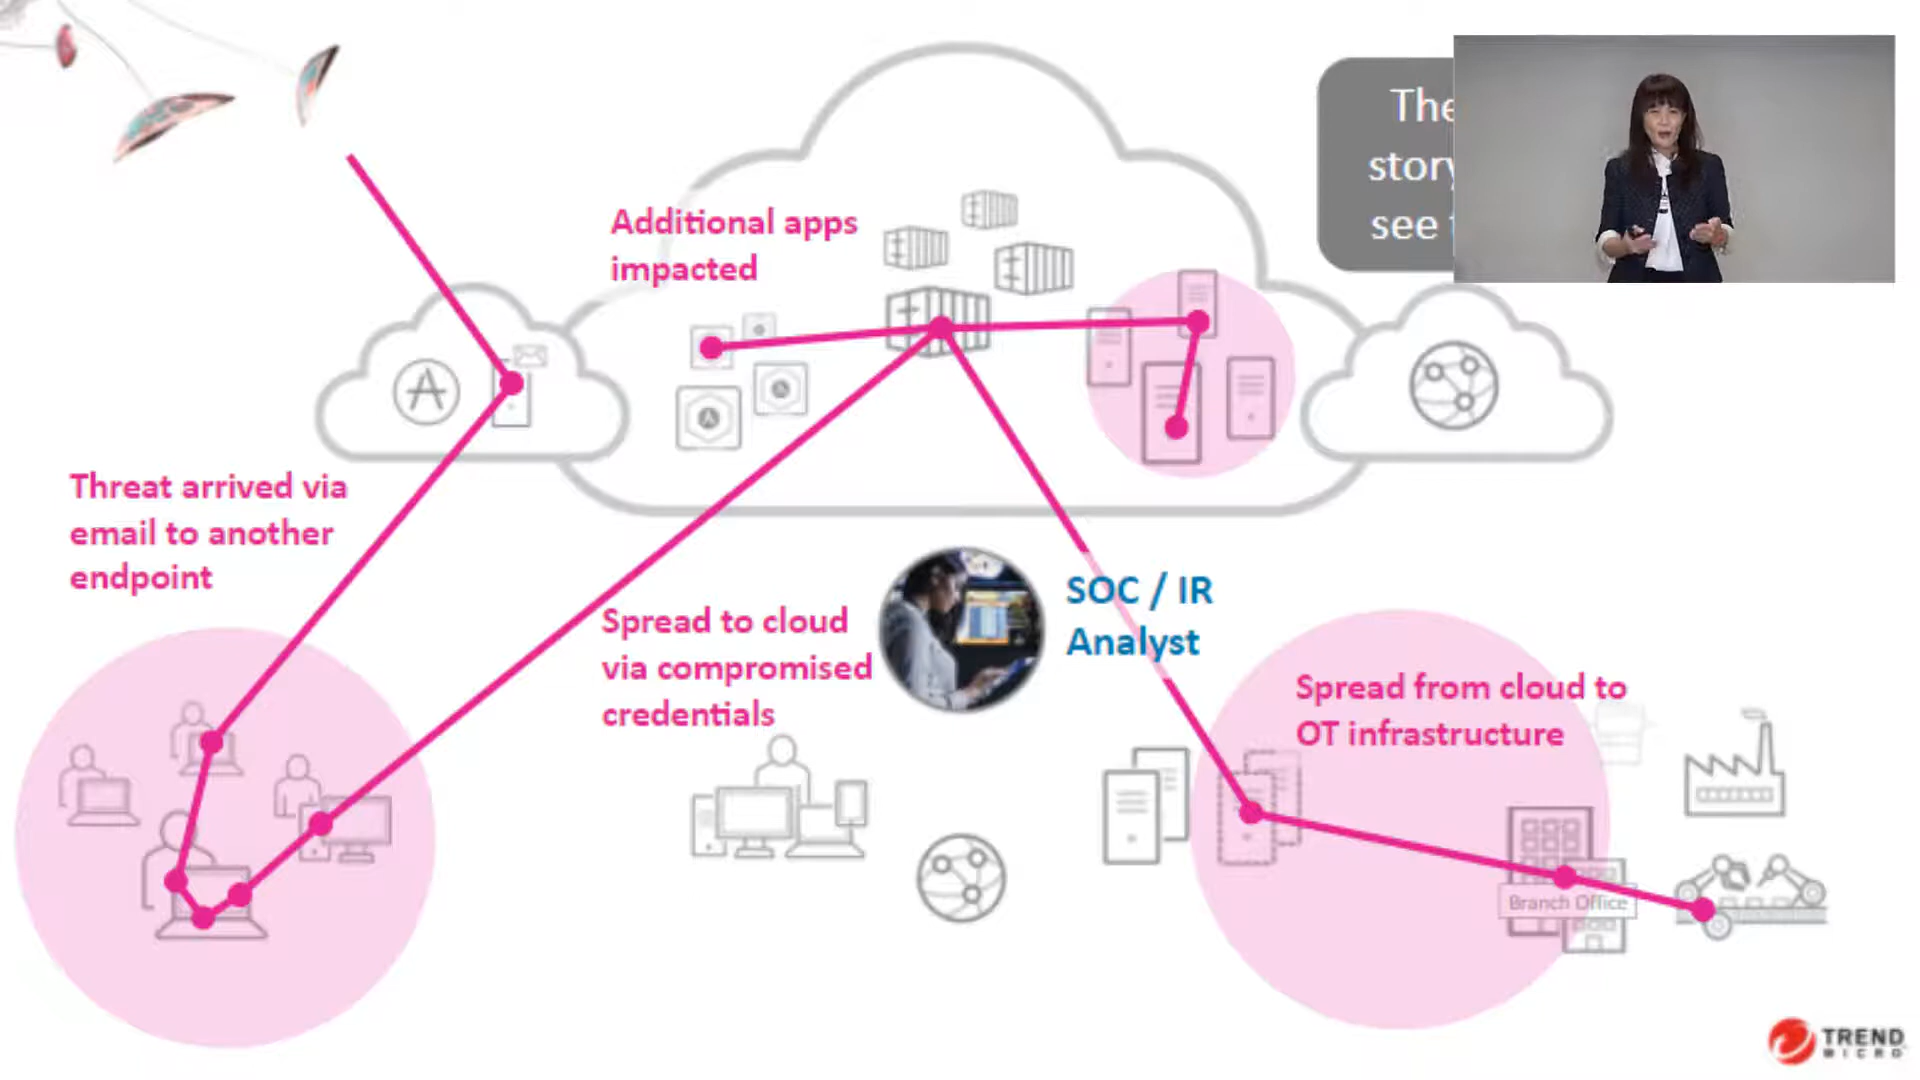 The
story
see
Additional apps
impacted
Threat arrived via
email to another
endpoint
Spread to cloud
via compromised
credentials
SOC / IR
Analyst
Spread from cloud to
OT infrastructure
Branch Office
TREND
MICRO